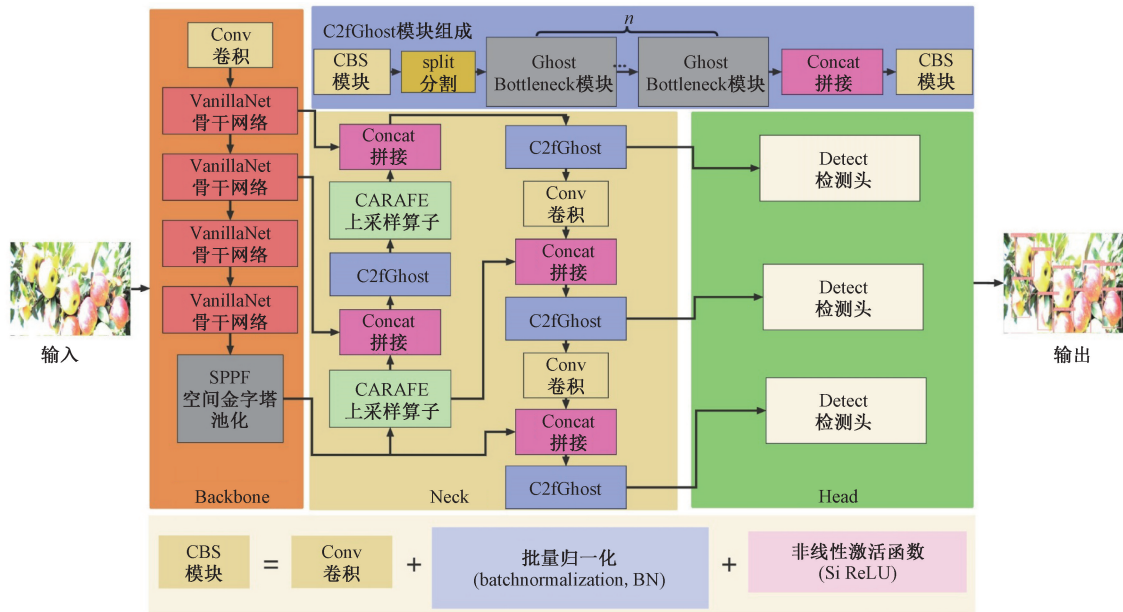 Conv
卷积
VanillaNet
骨干网络
VanillaNet
骨干网络
VanillaNet
骨干网络
VanillaNet
骨干网络
SPPF
空间金字塔
池化
Backbone
输入
C2fGhost模块组成
n
CBS
模块
split
分割
Ghost
Bottleneck模块
...
Ghost
Bottleneck模块
Concat
拼接
CBS
模块
Concat
拼接
CARAFE
上采样算子
C2fGhost
Concat
拼接
CARAFE
上采样算子
C2fGhost
Conv
卷积
Concat
拼接
C2fGhost
Conv
卷积
Concat
拼接
C2fGhost
Neck
Detect
检测头
Detect
检测头
Detect
检测头
Head
输出
CBS
模块
=
Conv
卷积
+
批量归一化
(batchnormalization, BN)
+
非线性激活函数
(Si ReLU)